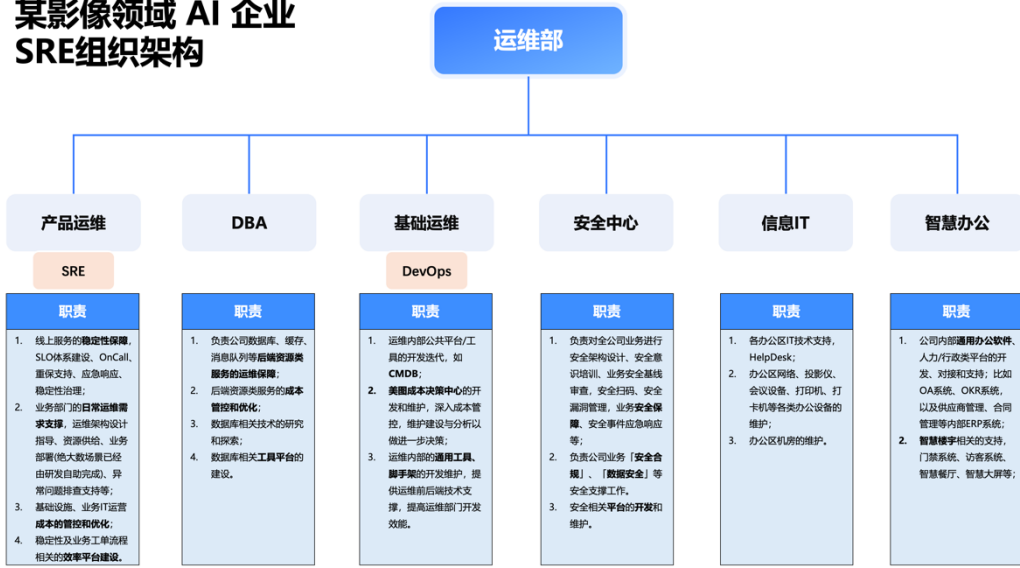 某影像领域 AI 企业
SRE组织架构
运维部
产品运维
DBA
基础运维
安全中心
信息IT
智慧办公
SRE
DevOps
职责
1. 线上服务的稳定性保障,
SLO体系建设、OnCall、
重保支持、应急响应、
稳定性治理；
2. 业务部门的日常运维需
求支撑，运维架构设计
指导、资源供给、业务
部署(绝大数场景已经
由研发自助完成)、异
常问题排查支持等；
3. 基础设施、业务IT运营
成本的管控和优化；
4. 稳定性及业务工单流程
相关的效率平台建设。
职责
1. 负责公司数据库、缓存、
消息队列等后端资源类
服务的运维保障；
2. 后端资源类服务的成本
管控和优化；
3. 数据库相关技术的研究
和探索；
4. 数据库相关工具平台的
建设。
职责
1. 运维内部公共平台/工
具的开发迭代，如
CMDB；
2. 美图成本决策中心的开
发和维护，深入成本管
控，维护建设与分析以
做进一步决策；
3. 运维内部的通用工具、
脚手架的开发维护，提
供运维前后端技术支
撑，提高运维部门开发
效能。
职责
1. 负责对全公司业务进行
安全架构设计、安全意
识培训、业务安全基线
审查，安全扫码、安全
漏洞管理，业务安全保
障、安全事件应急响应
等；
2. 负责公司业务「安全合
规」、「数据安全」等
安全支撑工作。
3. 安全相关平台的开发和
维护。
职责
1. 各办公区IT技术支持，
HelpDesk；
2. 办公区网络、投影仪、
会议设备、打印机、打
卡机等各类办公设备的
维护；
3. 办公区机房的维护。
职责
1. 公司内部通用办公软件、
人力/行政类平台的开
发、对接和支持；比如
OA系统，OKR系统，
以及供应商管理、合同
管理等内部ERP系统；
2. 智慧楼宇相关的支持，
门禁系统、访客系统、
智慧餐厅、智慧大屏等；